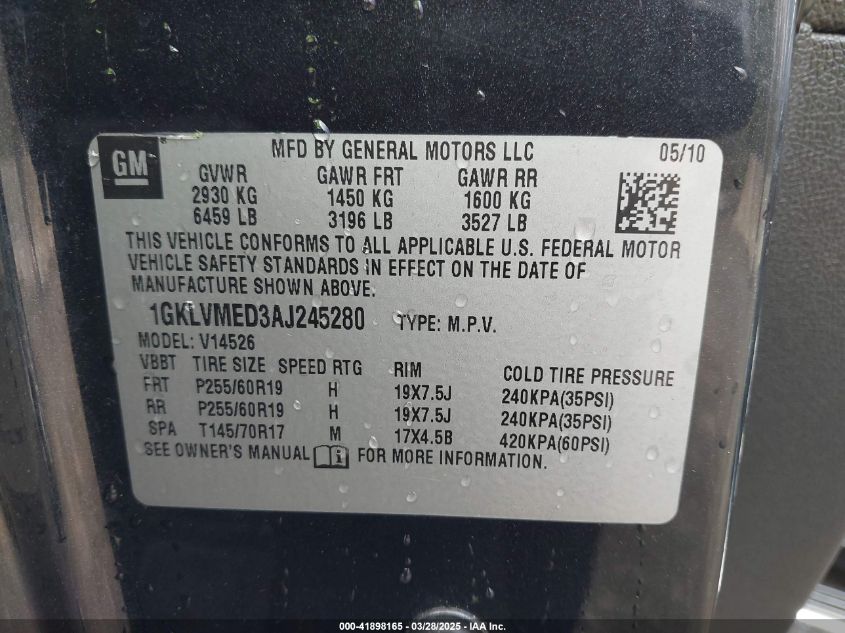 GM
MFD BY GENERAL MOTORS LLC 05/10
GVWR GAWR FRT GAWR RR
2930 KG 1450 KG 1600 KG
6459 LB 3196 LB 3527 LB
THIS VEHICLE CONFORMS TO ALL APPLICABLE U.S. FEDERAL MOTOR
VEHICLE SAFETY STANDARDS IN EFFECT ON THE DATE OF
MANUFACTURE SHOWN ABOVE.
1GKLVMED3AJ245280 TYPE: M.P.V.
MODEL: V14526
VBBT TIRE SIZE SPEED RTG RIM COLD TIRE PRESSURE
FRT P255/60R19 H 19X7.5J 240KPA(35PSI)
RR P255/60R19 H 19X7.5J 240KPA(35PSI)
SPA T145/70R17 M 17X4.5B 420KPA(60PSI)
SEE OWNER'S MANUAL i FOR MORE INFORMATION.
000-41898165 / 03/28/2025 — IAA Inc.